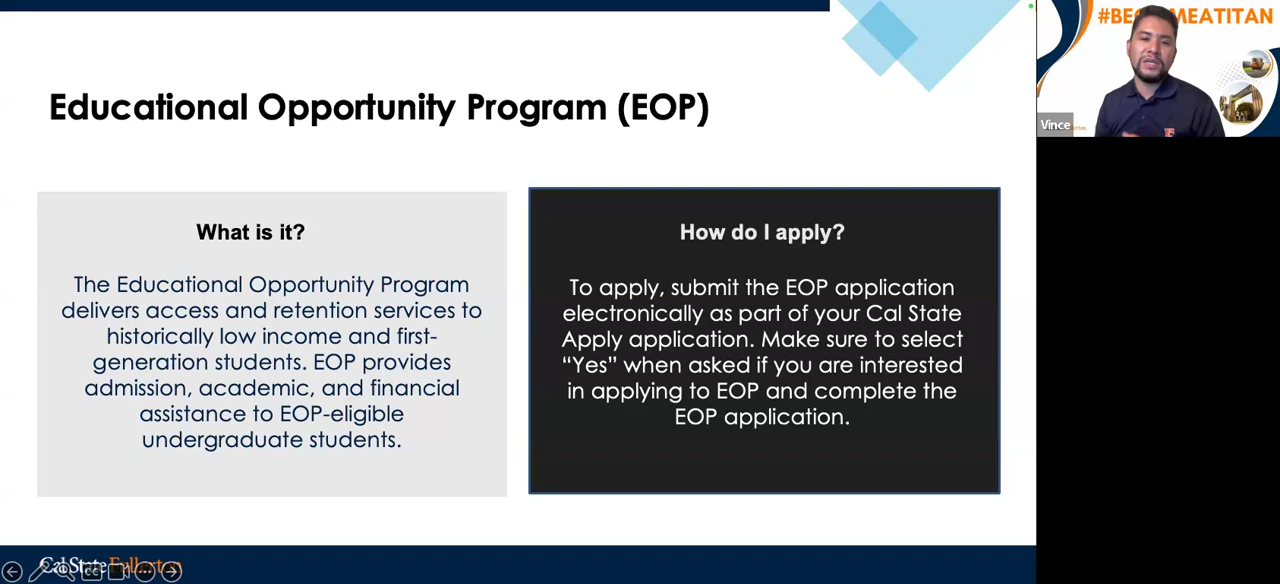 Educational Opportunity Program (EOP)
What is it?
The Educational Opportunity Program
delivers access and retention services to
historically low income and first-
generation students. EOP provides
admission, academic, and financial
assistance to EOP-eligible
undergraduate students.
How do I apply?
To apply, submit the EOP application
electronically as part of your Cal State
Apply application. Make sure to select
“Yes” when asked if you are interested
in applying to EOP and complete the
EOP application.
Cal State Fullerton
Vince